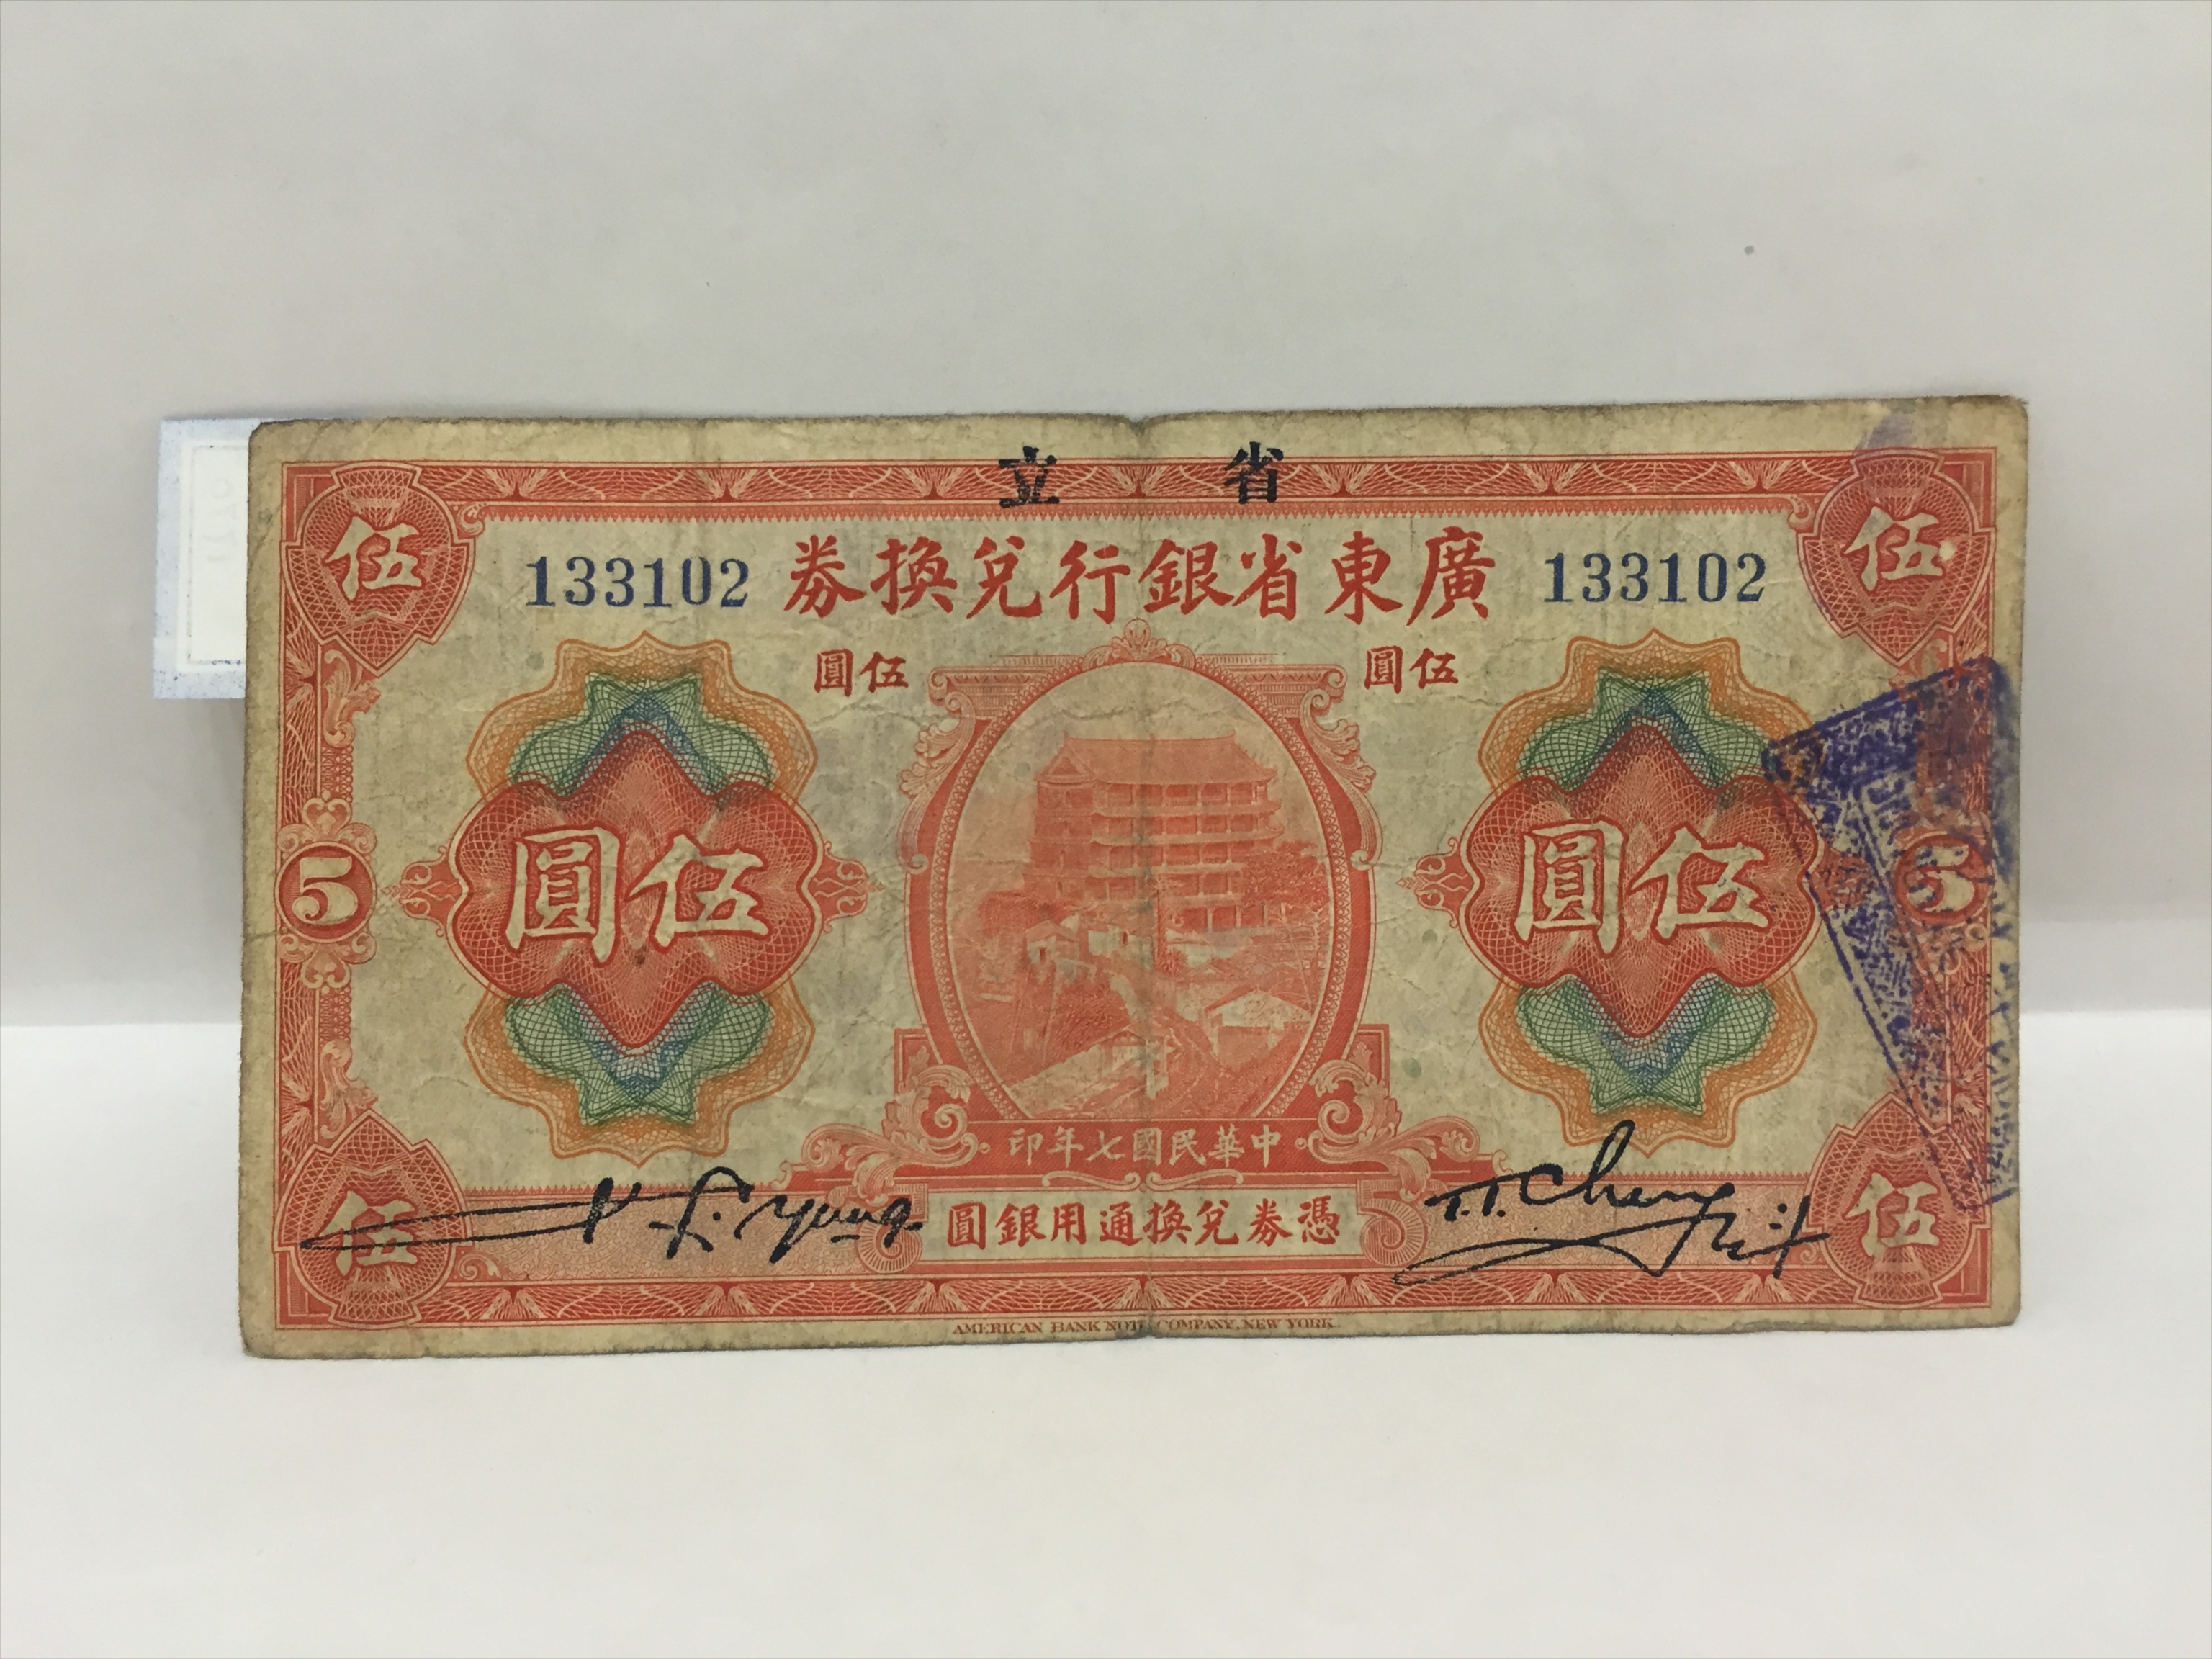 省立
伍
伍
133102
廣東省銀行兌換券
133102
伍圓
伍圓
伍圓
伍圓
5
5
中華民國七年印
憑券兌換通用銀圓
T.T. Cheng
伍
伍
AMERICAN BANK NOTE COMPANY, NEW YORK.